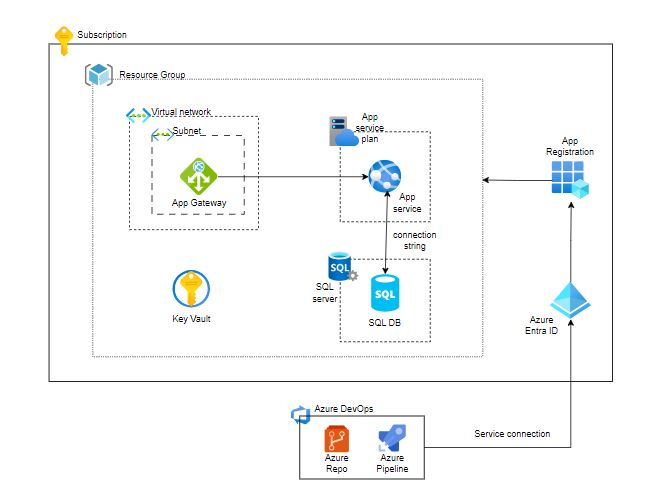 Subscription
Resource Group
Virtual network
Subnet
App Gateway
App
service
plan
App
service
connection
string
SQL
SQL
server
SQL
SQL DB
Key Vault
App
Registration
Azure
Entra ID
Azure DevOps
Azure
Repo
Azure
Pipeline
Service connection